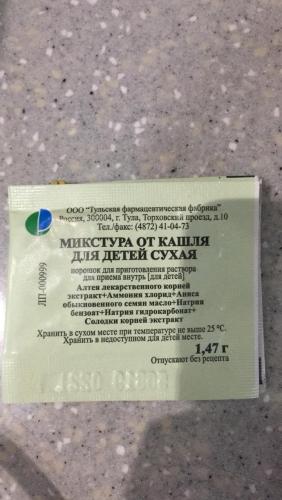 ООО "Тульская фармацевтическая фабрика"
Россия, 300004, г. Тула, Торховский проезд, д.10
Тел./факс: (4872) 41-04-73
МИКСТУРА ОТ КАШЛЯ
ДЛЯ ДЕТЕЙ СУХАЯ
порошок для приготовления раствора
для приема внутрь [для детей]
Алтея лекарственного корней
экстракт+Аммония хлорид+Аниса
обыкновенного семян масло+Натрия
бензоат+Натрия гидрокарбонат+
Солодки корней экстракт
Хранить в сухом месте при температуре не выше 25 °С.
Хранить в недоступном для детей месте.
1,47 г
Отпускают без рецепта
ЛП-000999